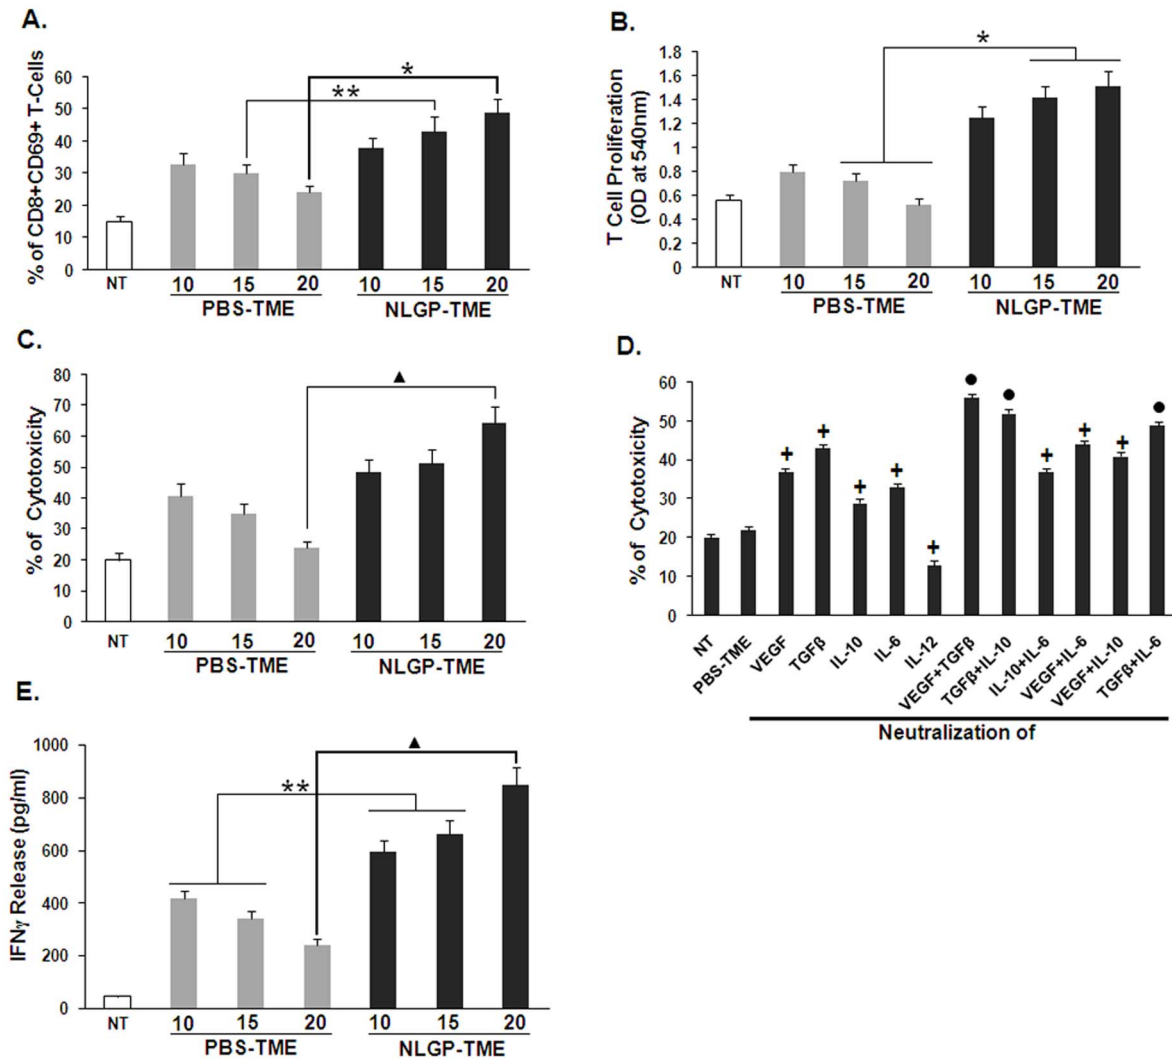 A.
% of CD8+CD69+ T-Cells
60
50
40
30
20
10
0
*
**
NT 10 15 20 10 15 20
PBS-TME NLGP-TME
B.
T Cell Proliferation
(OD at 540nm)
1.8
1.6
1.4
1.2
1
0.8
0.6
0.4
0.2
0
*
NT 10 15 20 10 15 20
PBS-TME NLGP-TME
C.
% of Cytotoxicity
80
70
60
50
40
30
20
10
0
▲
NT 10 15 20 10 15 20
PBS-TME NLGP-TME
D.
% of Cytotoxicity
60
50
40
30
20
10
0
+ + + + + ● ● + + + ●
NT
PBS-TME
VEGF
TGFβ
IL-10
IL-6
IL-12
VEGF+TGFβ
TGFβ+IL-10
IL-10+IL-6
VEGF+IL-6
VEGF+IL-10
TGFβ+IL-6
Neutralization of
E.
IFNγ Release (pg/ml)
1000
800
600
400
200
0
▲
**
NT 10 15 20 10 15 20
PBS-TME NLGP-TME